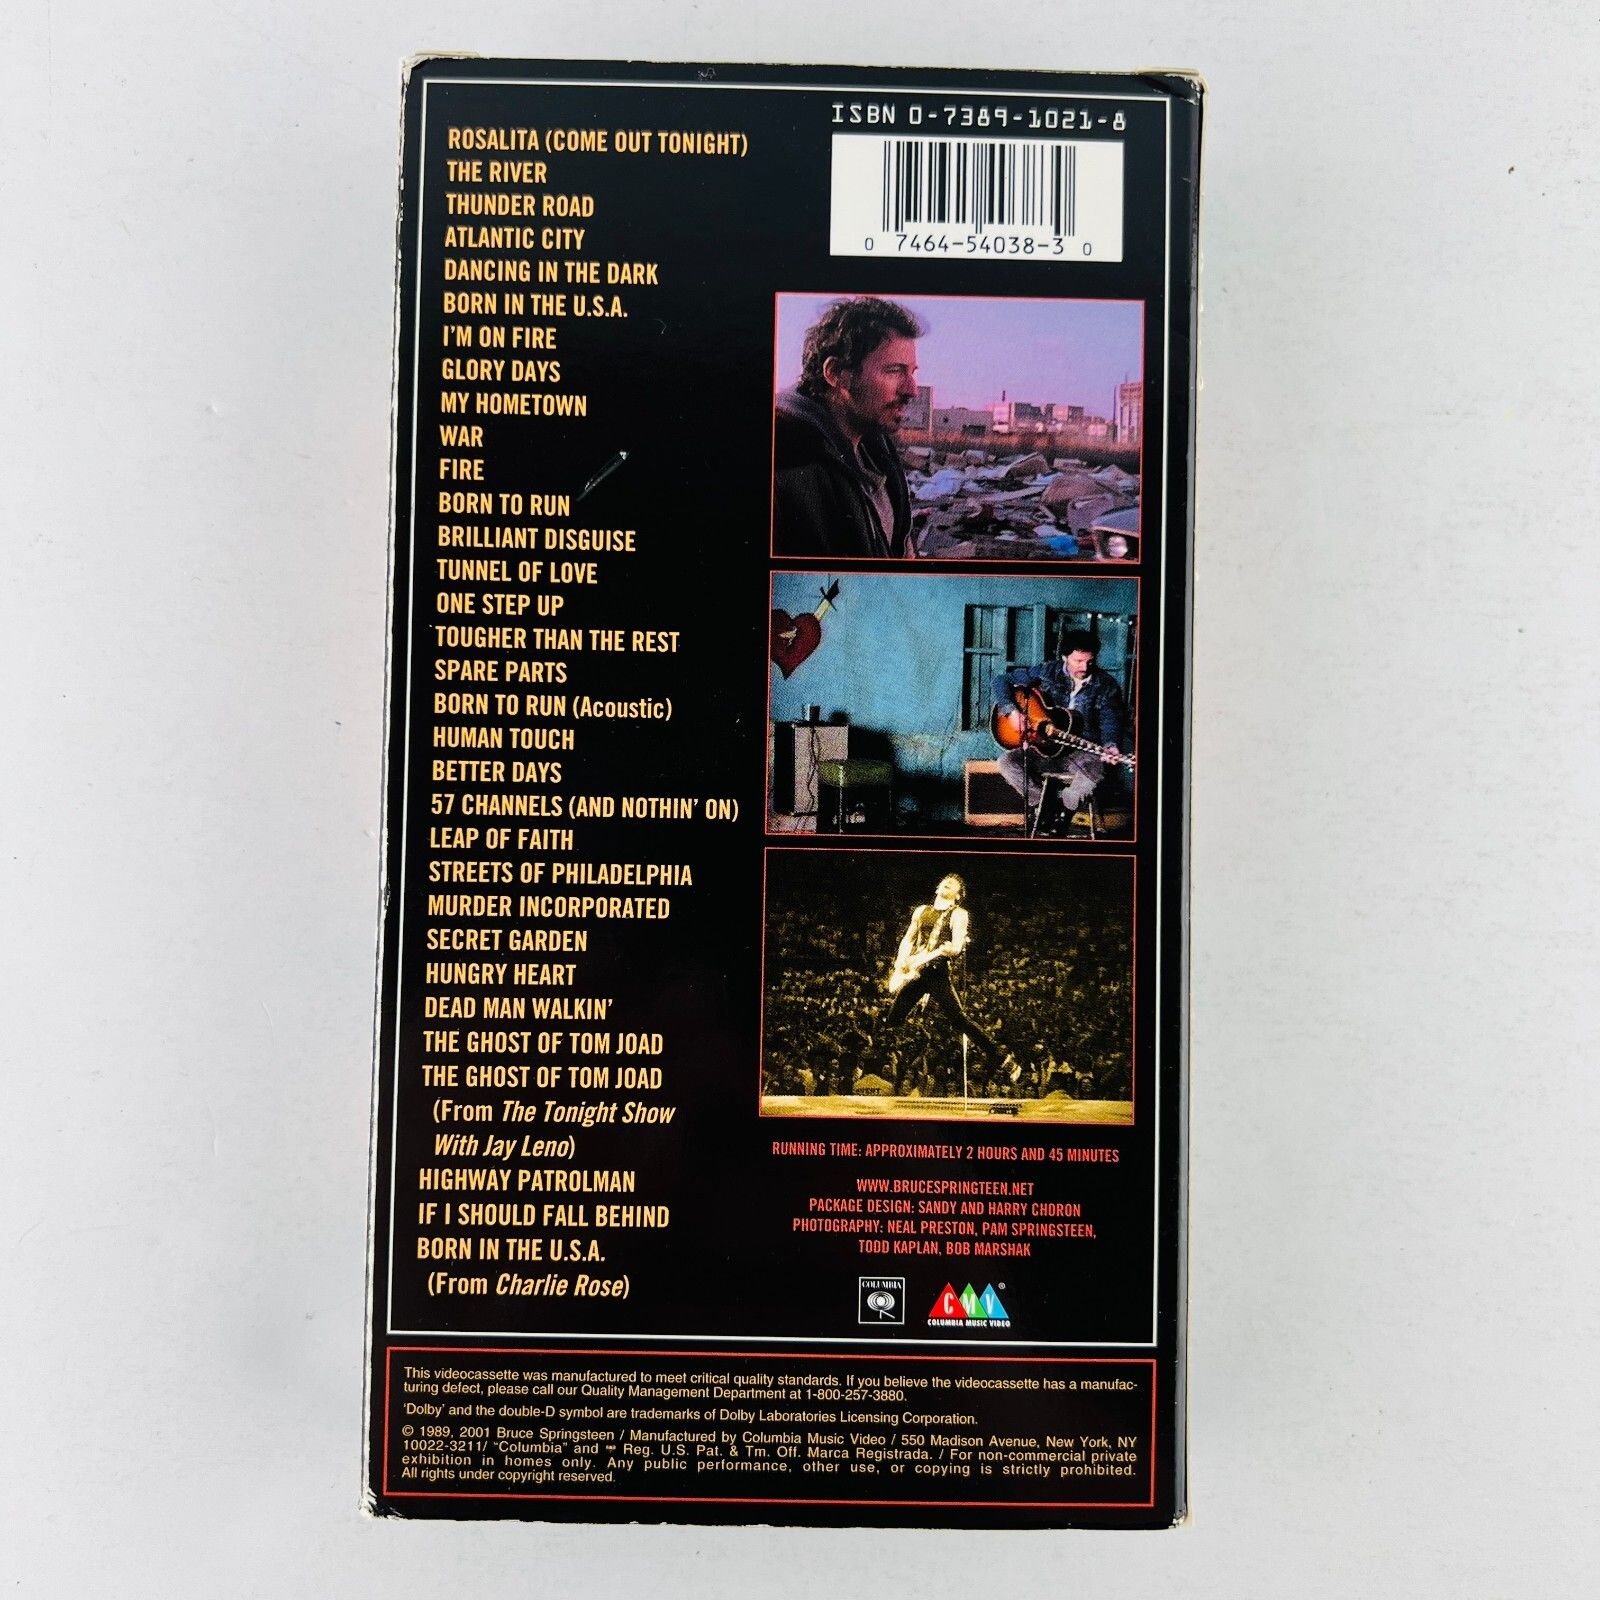 ROSALITA (COME OUT TONIGHT)
THE RIVER
THUNDER ROAD
ATLANTIC CITY
DANCING IN THE DARK
BORN IN THE U.S.A.
I'M ON FIRE
GLORY DAYS
MY HOMETOWN
WAR
FIRE
BORN TO RUN
BRILLIANT DISGUISE
TUNNEL OF LOVE
ONE STEP UP
TOUGHER THAN THE REST
SPARE PARTS
BORN TO RUN (Acoustic)
HUMAN TOUCH
BETTER DAYS
57 CHANNELS (AND NOTHIN' ON)
LEAP OF FAITH
STREETS OF PHILADELPHIA
MURDER INCORPORATED
SECRET GARDEN
HUNGRY HEART
DEAD MAN WALKIN'
THE GHOST OF TOM JOAD
THE GHOST OF TOM JOAD
(From The Tonight Show
With Jay Leno)
HIGHWAY PATROLMAN
IF I SHOULD FALL BEHIND
BORN IN THE U.S.A.
(From Charlie Rose)
ISBN 0-7389-1021-8
0 7464-54038-3 0
RUNNING TIME: APPROXIMATELY 2 HOURS AND 45 MINUTES
WWW.BRUCESPRINGTEEN.NET
PACKAGE DESIGN: SANDY AND HARRY CHORON
PHOTOGRAPHY: NEAL PRESTON, PAM SPRINGSTEEN,
TODD KAPLAN, BOB MARSHAK
COLUMBIA
CMV ®
COLUMBIA MUSIC VIDEO
This videocassette was manufactured to meet critical quality standards. If you believe the videocassette has a manufac-
turing defect, please call our Quality Management Department at 1-800-257-3880.
'Dolby' and the double-D symbol are trademarks of Dolby Laboratories Licensing Corporation.
© 1989, 2001 Bruce Springsteen / Manufactured by Columbia Music Video / 550 Madison Avenue, New York, NY
10022-3211/ "Columbia" and Reg. U.S. Pat. & Tm. Off. Marca Registrada. / For non-commercial private
exhibition in homes only. Any public performance, other use, or copying is strictly prohibited.
All rights under copyright reserved.